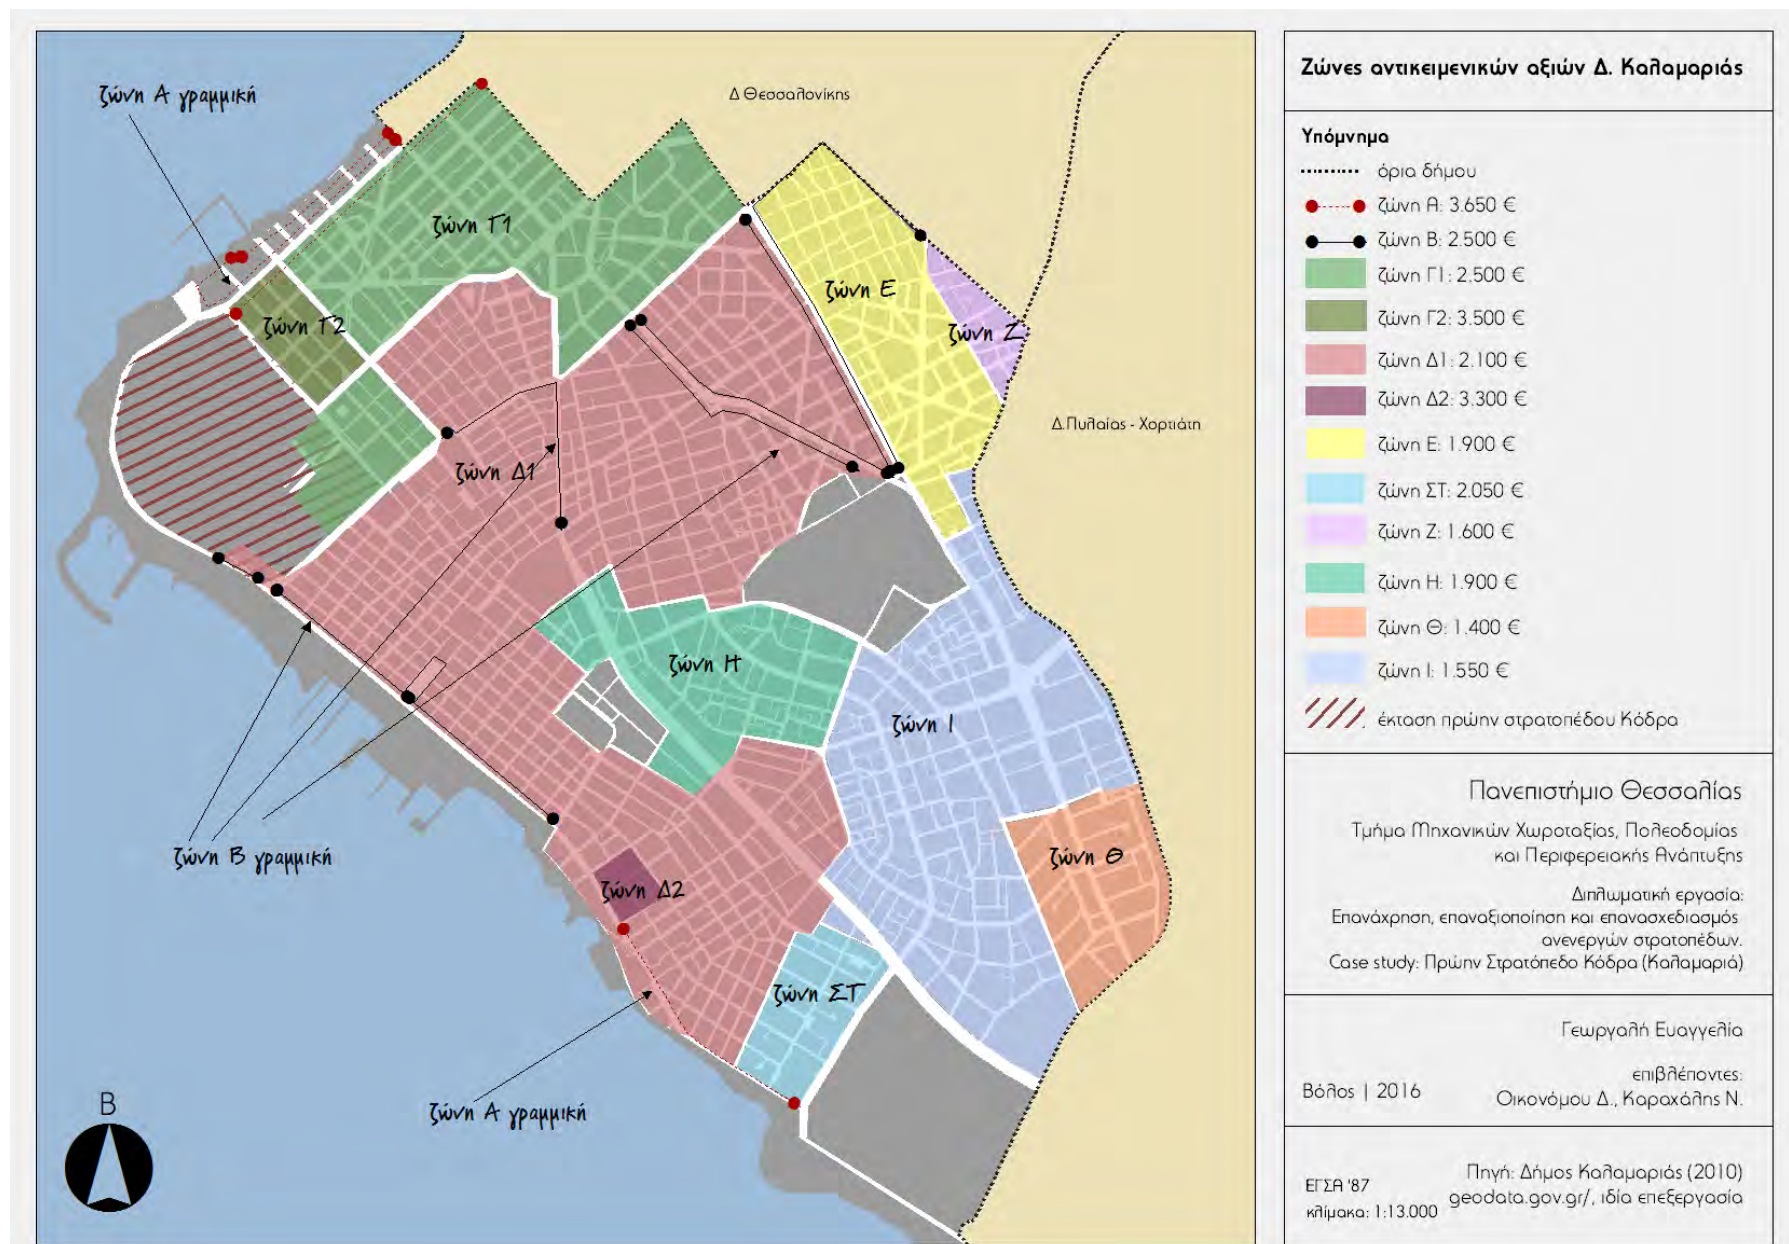 ζώνη Α γραμμική
Δ Θεσσαλονίκης
ζώνη Γ1
ζώνη Ε
ζώνη Γ2
ζώνη Ζ
Δ.Πυλαίας - Χορτιάτη
ζώνη Δ1
ζώνη Η
ζώνη Ι
ζώνη Β γραμμική
ζώνη Θ
ζώνη Δ2
ζώνη ΣΤ
ζώνη Α γραμμική
Β
Ζώνες αντικειμενικών αξιών Δ. Καλαμαριάς
Υπόμνημα
όρια δήμου
ζώνη Α: 3.650 €
ζώνη Β: 2.500 €
ζώνη Γ1: 2.500 €
ζώνη Γ2: 3.500 €
ζώνη Δ1: 2.100 €
ζώνη Δ2: 3.300 €
ζώνη Ε: 1.900 €
ζώνη ΣΤ: 2.050 €
ζώνη Ζ: 1.600 €
ζώνη Η: 1.900 €
ζώνη Θ: 1.400 €
ζώνη Ι: 1.550 €
έκταση πρώην στρατοπέδου Κόδρα
Πανεπιστήμιο Θεσσαλίας
Τμήμα Μηχανικών Χωροταξίας, Πολεοδομίας
και Περιφερειακής Ανάπτυξης
Διπλωματική εργασία:
Επανάχρηση, επαναξιοποίηση και επανασχεδιασμός
ανενεργών στρατοπέδων.
Case study: Πρώην Στρατόπεδο Κόδρα (Καλαμαριά)
Γεωργαλή Ευαγγελία
επιβλέποντες:
Βόλος | 2016
Οικονόμου Δ., Καραχάλης Ν.
ΕΓΣΑ '87
κλίμακα: 1:13.000
Πηγή: Δήμος Καλαμαριάς (2010)
geodata.gov.gr/, ιδία επεξεργασία